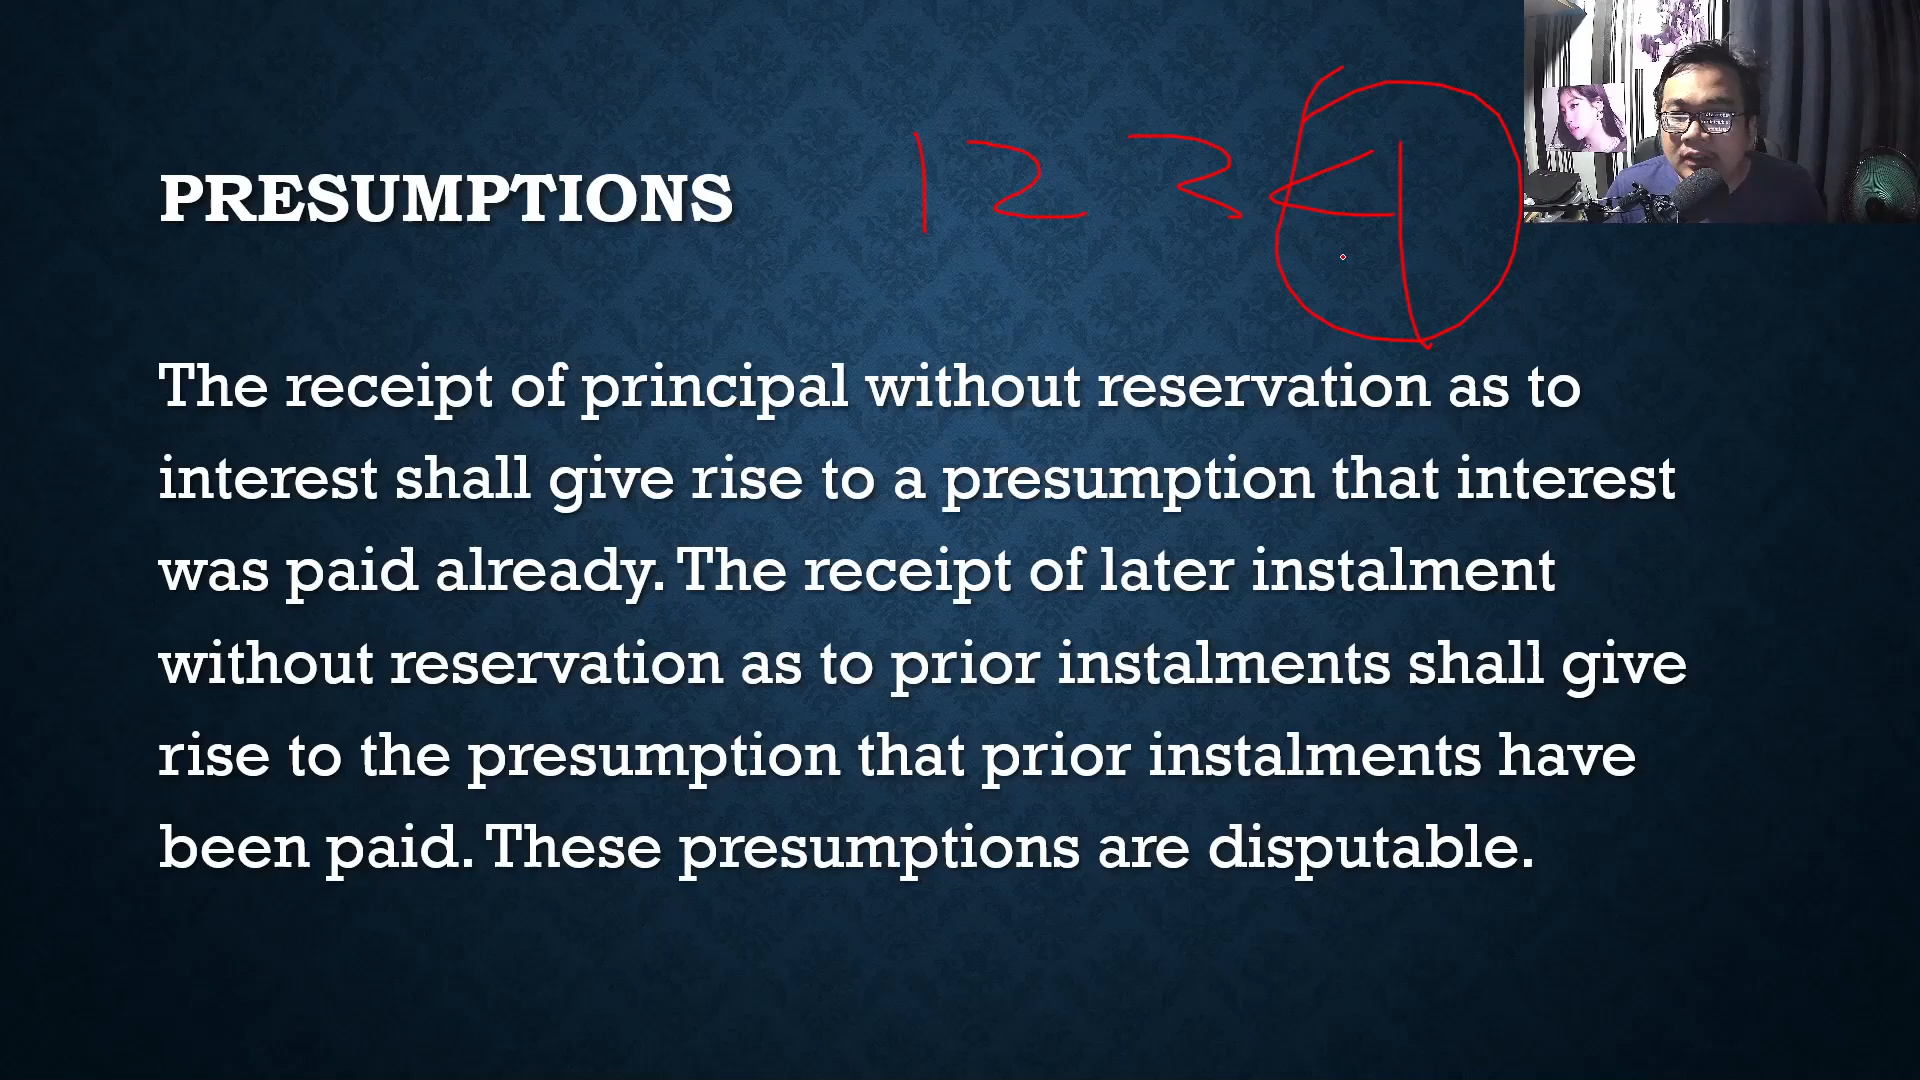 1 2 3 4
PRESUMPTIONS
The receipt of principal without reservation as to
interest shall give rise to a presumption that interest
was paid already. The receipt of later instalment
without reservation as to prior instalments shall give
rise to the presumption that prior instalments have
been paid. These presumptions are disputable.